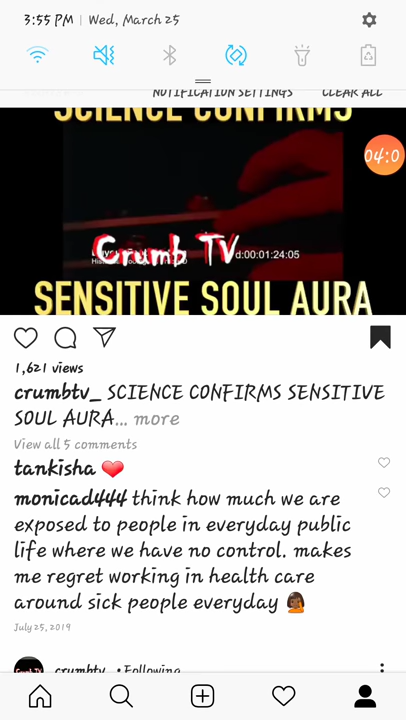 3:55 PM | Wed, March 25
NOTIFICATION SETTINGS CLEAR ALL
SCIENCE CONFIRMS
04:0
Crumb TV
d:00:01:24:05
SENSITIVE SOUL AURA
1,621 views
crumbtv_ SCIENCE CONFIRMS SENSITIVE
SOUL AURA... more
View all 5 comments
tankisha ❤️
monicad444 think how much we are
exposed to people in everyday public
life where we have no control. makes
me regret working in health care
around sick people everyday 🤷🏾‍♀️
July 25, 2019
crumbtv_ • Following